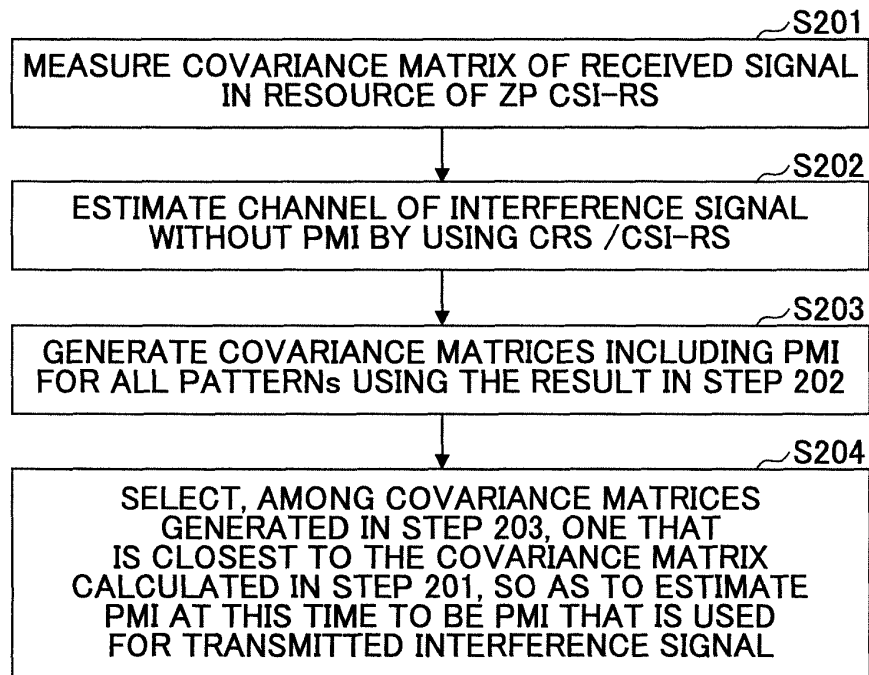 S201
MEASURE COVARIANCE MATRIX OF RECEIVED SIGNAL
IN RESOURCE OF ZP CSI-RS
S202
ESTIMATE CHANNEL OF INTERFERENCE SIGNAL
WITHOUT PMI BY USING CRS /CSI-RS
S203
GENERATE COVARIANCE MATRICES INCLUDING PMI
FOR ALL PATTERNs USING THE RESULT IN STEP 202
S204
SELECT, AMONG COVARIANCE MATRICES
GENERATED IN STEP 203, ONE THAT
IS CLOSEST TO THE COVARIANCE MATRIX
CALCULATED IN STEP 201, SO AS TO ESTIMATE
PMI AT THIS TIME TO BE PMI THAT IS USED
FOR TRANSMITTED INTERFERENCE SIGNAL